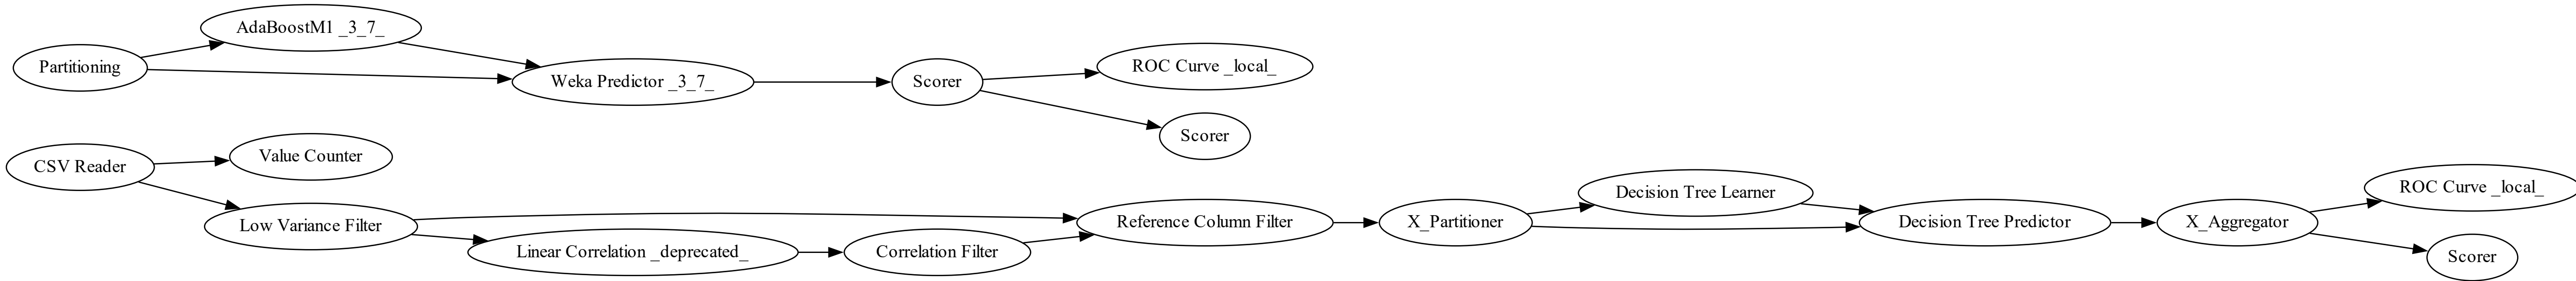 AdaBoostM1 _3_7_
Partitioning
Weka Predictor _3_7_
Scorer
ROC Curve _local_
Scorer
CSV Reader
Value Counter
Low Variance Filter
Linear Correlation _deprecated_
Correlation Filter
Reference Column Filter
X_Partitioner
Decision Tree Learner
Decision Tree Predictor
X_Aggregator
ROC Curve _local_
Scorer